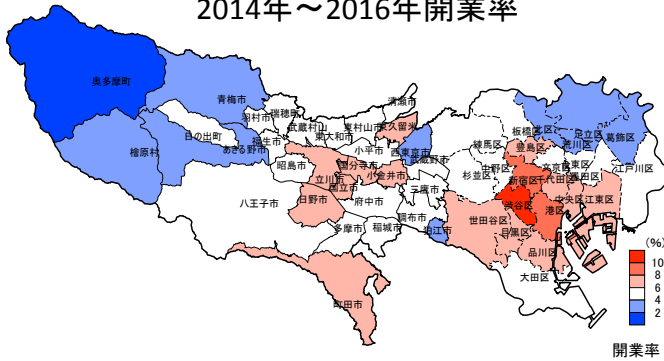 2014年～2016年開業率
奥多摩町
青梅市
檜原村
日の出町
あきる野市
羽村市
瑞穂町
福生市
武蔵村山
東大和市
東村山市
清瀬市
東久留米
小平市
西東京市
武蔵野市
昭島市
立川市
国分寺市
小金井市
国立市
三鷹市
八王子市
日野市
府中市
調布市
狛江市
多摩市
稲城市
町田市
練馬区
板橋区
北区
足立区
葛飾区
荒川区
豊島区
中野区
杉並区
新宿区
文京区
台東区
墨田区
江戸川区
千代田区
渋谷区
港区
中央区
江東区
世田谷区
目黒区
品川区
大田区
(%)
10
8
6
4
2
開業率